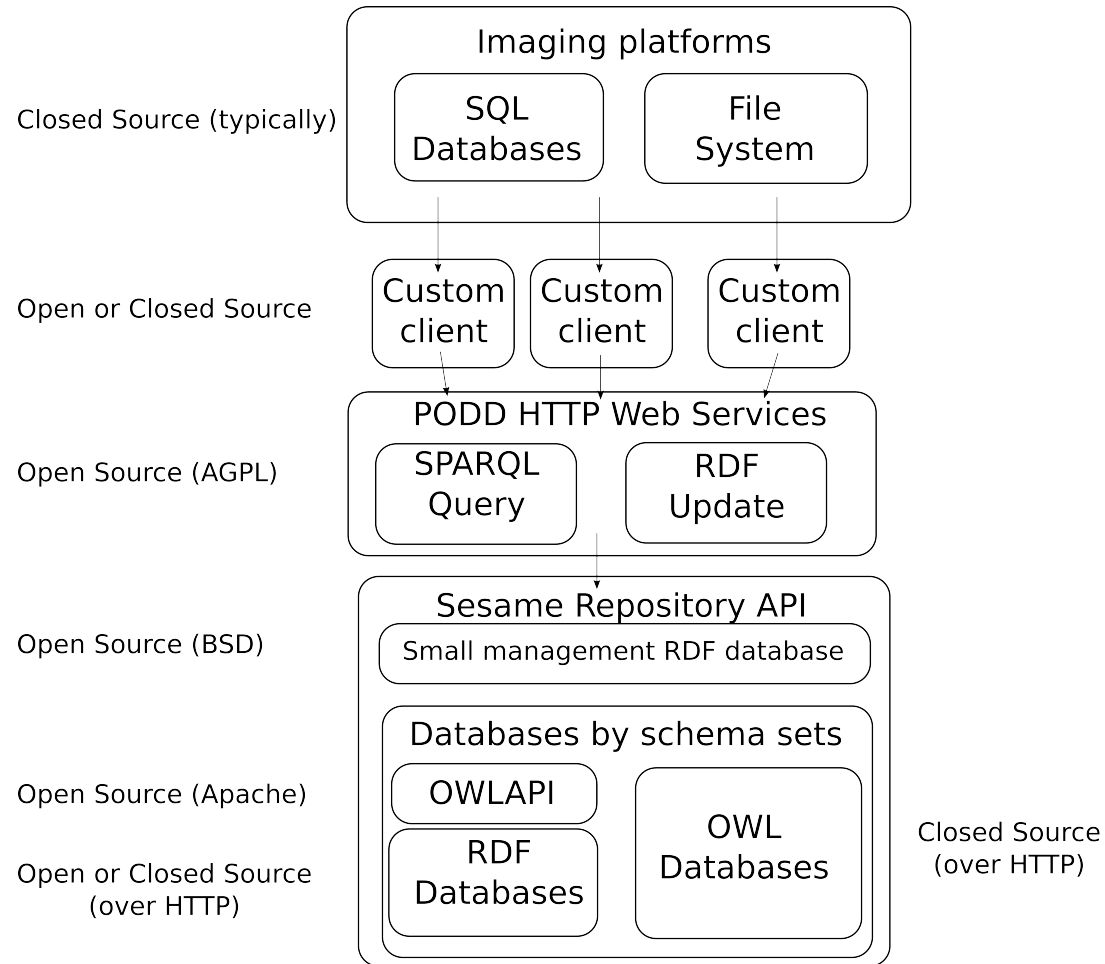 Imaging platforms
Closed Source (typically)
SQL
Databases
File
System
Open or Closed Source
Custom
client
Custom
client
Custom
client
PODD HTTP Web Services
Open Source (AGPL)
SPARQL
Query
RDF
Update
Sesame Repository API
Open Source (BSD)
Small management RDF database
Databases by schema sets
Open Source (Apache)
OWLAPI
Open or Closed Source
(over HTTP)
RDF
Databases
OWL
Databases
Closed Source
(over HTTP)